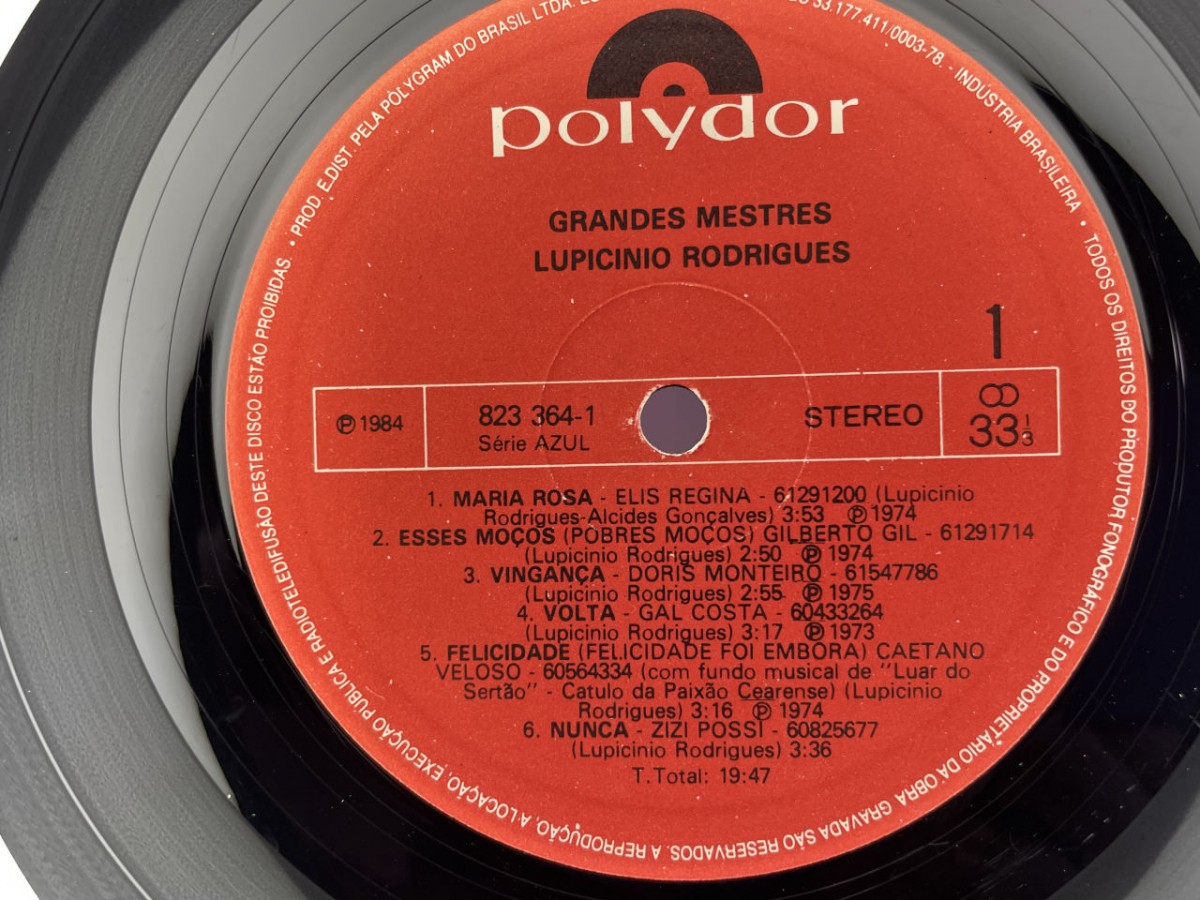 polydor
GRANDES MESTRES
LUPICINIO RODRIGUES
1
℗ 1984
823 364-1
Série AZUL
STEREO
33 1/3
1. MARIA ROSA - ELIS REGINA - 61291200 (Lupicinio
Rodrigues-Alcides Gonçalves) 3:53 ℗ 1974
2. ESSES MOÇOS (POBRES MOÇOS) GILBERTO GIL - 61291714
(Lupicinio Rodrigues) 2:50 ℗ 1974
3. VINGANÇA - DORIS MONTEIRO - 61547786
(Lupicinio Rodrigues) 2:55 ℗ 1975
4. VOLTA - GAL COSTA - 60433264
(Lupicinio Rodrigues) 3:17 ℗ 1973
5. FELICIDADE (FELICIDADE FOI EMBORA) CAETANO
VELOSO - 60564334 (com fundo musical de "Luar do
Sertão" - Catulo da Paixão Cearense) (Lupicinio
Rodrigues) 3:16 ℗ 1974
6. NUNCA - ZIZI POSSI - 60825677
(Lupicinio Rodrigues) 3:36
T. Total: 19:47
• PROD. E DIST. PELA POLYGRAM DO BRASIL LTDA. 33.177.411/0003-78. - INDÚSTRIA BRASILEIRA • TODOS OS DIREITOS DO PRODUTOR FONOGRÁFICO E DO PROPRIETÁRIO DA OBRA GRAVADA SÃO RESERVADOS. A REPRODUÇÃO, A LOCAÇÃO, EXECUÇÃO PÚBLICA E RADIOTELEDIFUSÃO DESTE DISCO ESTÃO PROIBIDAS.